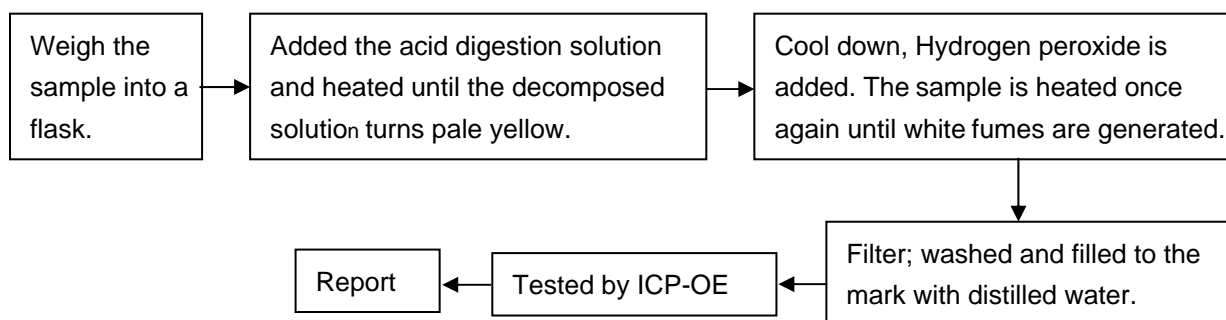 Weigh the
sample into a
flask.
Added the acid digestion solution
and heated until the decomposed
solution turns pale yellow.
Cool down, Hydrogen peroxide is
added. The sample is heated once
again until white fumes are generated.
Filter; washed and filled to the
mark with distilled water.
Tested by ICP-OE
Report